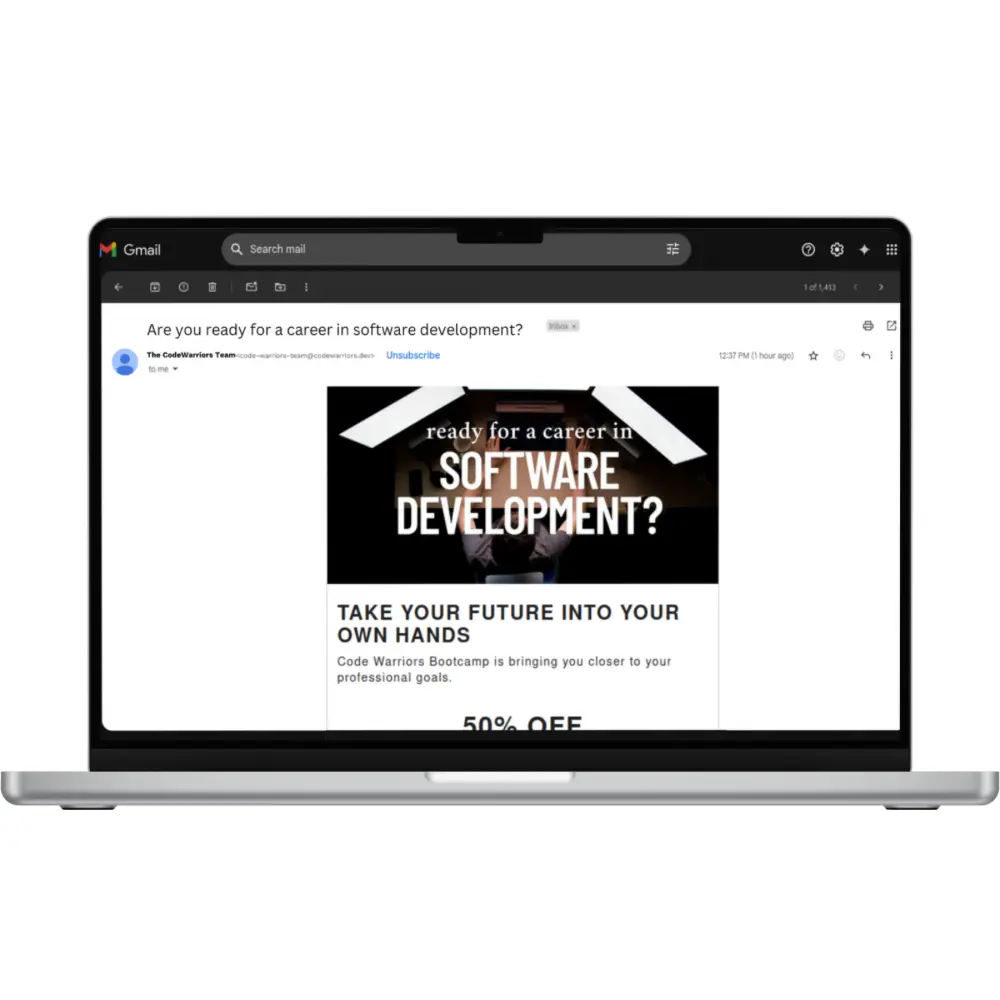 Gmail
Search mail
1 of 1,413
Are you ready for a career in software development?
Inbox ×
The CodeWarriors Team <code-warriors-team@codewarriors.dev> Unsubscribe
12:37 PM (1 hour ago)
to me
ready for a career in
SOFTWARE
DEVELOPMENT?
TAKE YOUR FUTURE INTO YOUR
OWN HANDS
Code Warriors Bootcamp is bringing you closer to your
professional goals.
50% OFF